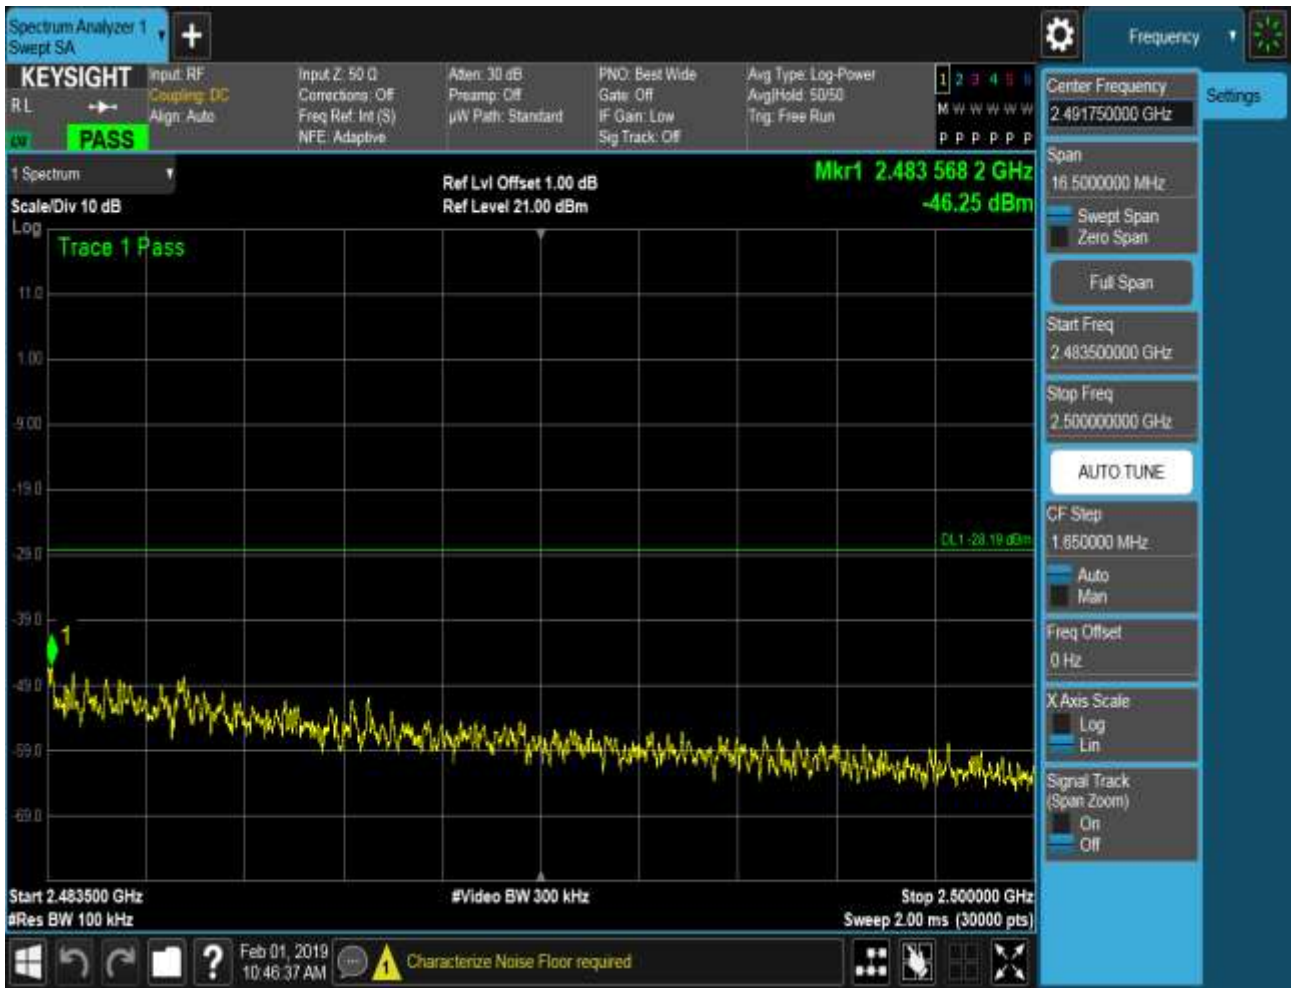 Spectrum Analyzer 1
Swept SA
+
Frequency
KEYSIGHT
RL
PASS
Input: RF
Coupling: DC
Align: Auto
Input Z: 50 Ω
Corrections: Off
Freq Ref: Int (S)
NFE: Adaptive
Atten: 30 dB
Preamp: Off
µW Path: Standard
PNO: Best Wide
Gate: Off
IF Gain: Low
Sig Track: Off
Avg Type: Log-Power
Avg|Hold: 50/50
Trig: Free Run
1 2 3 4 5 6
M W W W W W
P P P P P P
1 Spectrum
Scale/Div 10 dB
Ref Lvl Offset 1.00 dB
Ref Level 21.00 dBm
Mkr1 2.483 568 2 GHz
-46.25 dBm
Log
Trace 1 Pass
11.0
1.00
-9.00
-19.0
-29.0
-39.0
-49.0
-59.0
-69.0
DL1 -28.19 dBm
1
Start 2.483500 GHz
#Res BW 100 kHz
#Video BW 300 kHz
Stop 2.500000 GHz
Sweep 2.00 ms (30000 pts)
Center Frequency
2.491750000 GHz
Settings
Span
16.5000000 MHz
Swept Span
Zero Span
Full Span
Start Freq
2.483500000 GHz
Stop Freq
2.500000000 GHz
AUTO TUNE
CF Step
1.650000 MHz
Auto
Man
Freq Offset
0 Hz
X Axis Scale
Log
Lin
Signal Track
(Span Zoom)
On
Off
?
Feb 01, 2019
10:46:37 AM
1
Characterize Noise Floor required